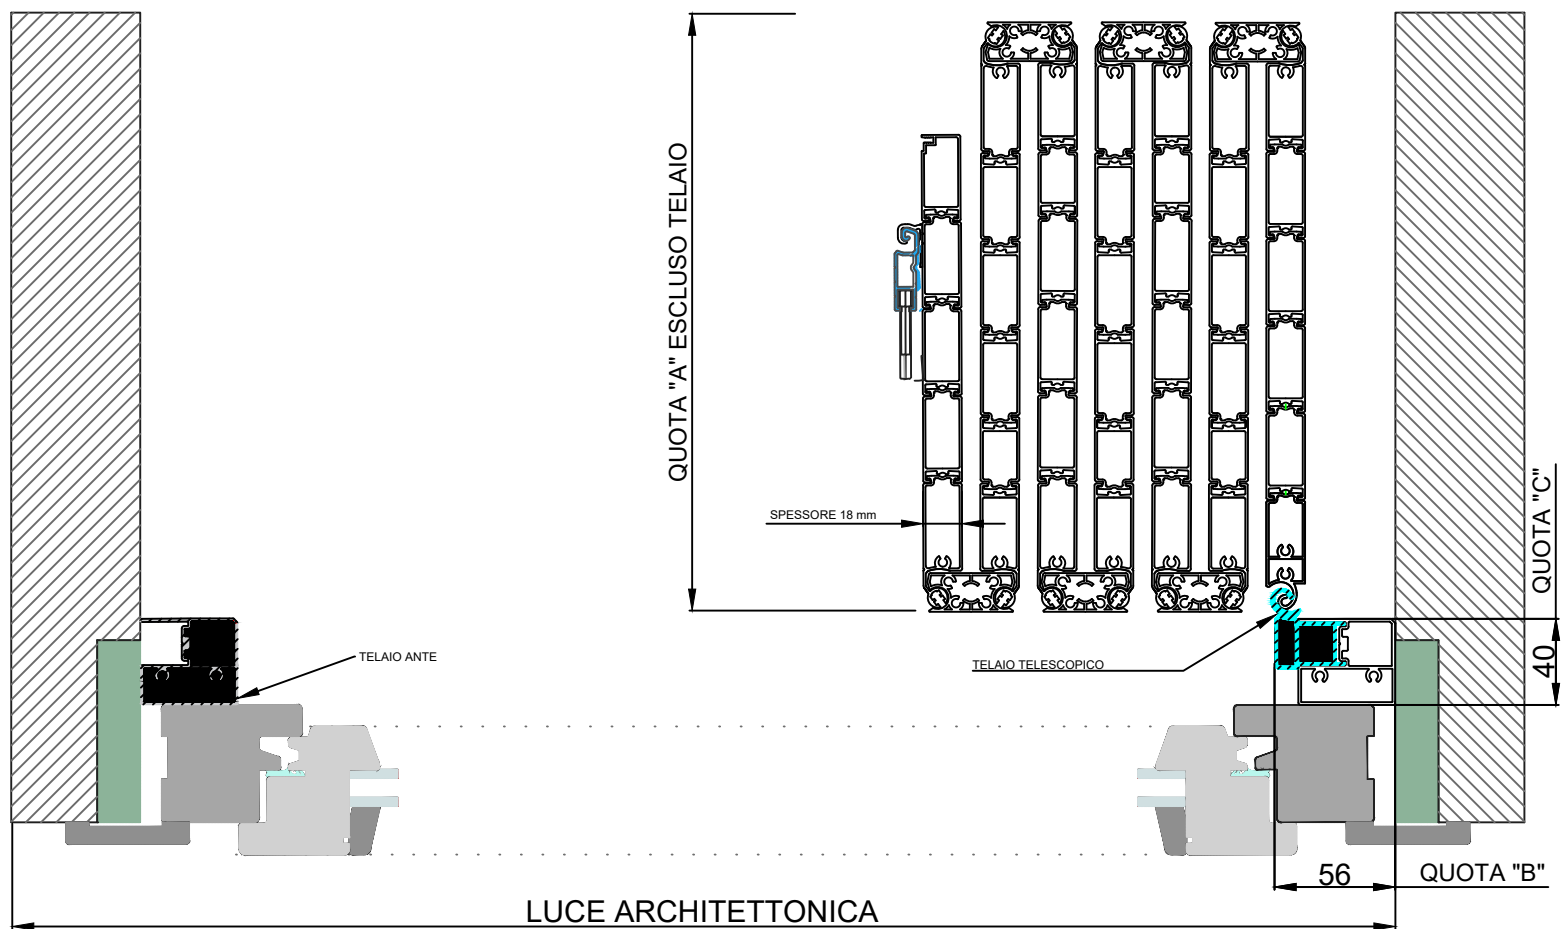 QUOTA "A" ESCLUSO TELAIO
SPESSORE 18 mm
QUOTA "C"
40
TELAIO ANTE
TELAIO TELESCOPICO
56
QUOTA "B"
LUCE ARCHITETTONICA